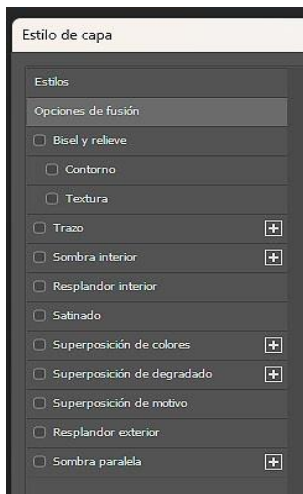 Estilo de capa
Estilos
Opciones de fusión
Bisel y relieve
Contorno
Textura
Trazo
Sombra interior
Resplandor interior
Satinado
Superposición de colores
Superposición de degradado
Superposición de motivo
Resplandor exterior
Sombra paralela